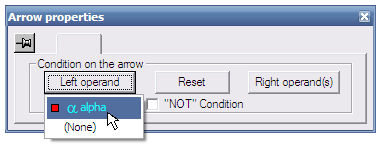 Arrow properties
Condition on the arrow
Left operand Reset Right operand(s)
α alpha "NOT" Condition
(None)